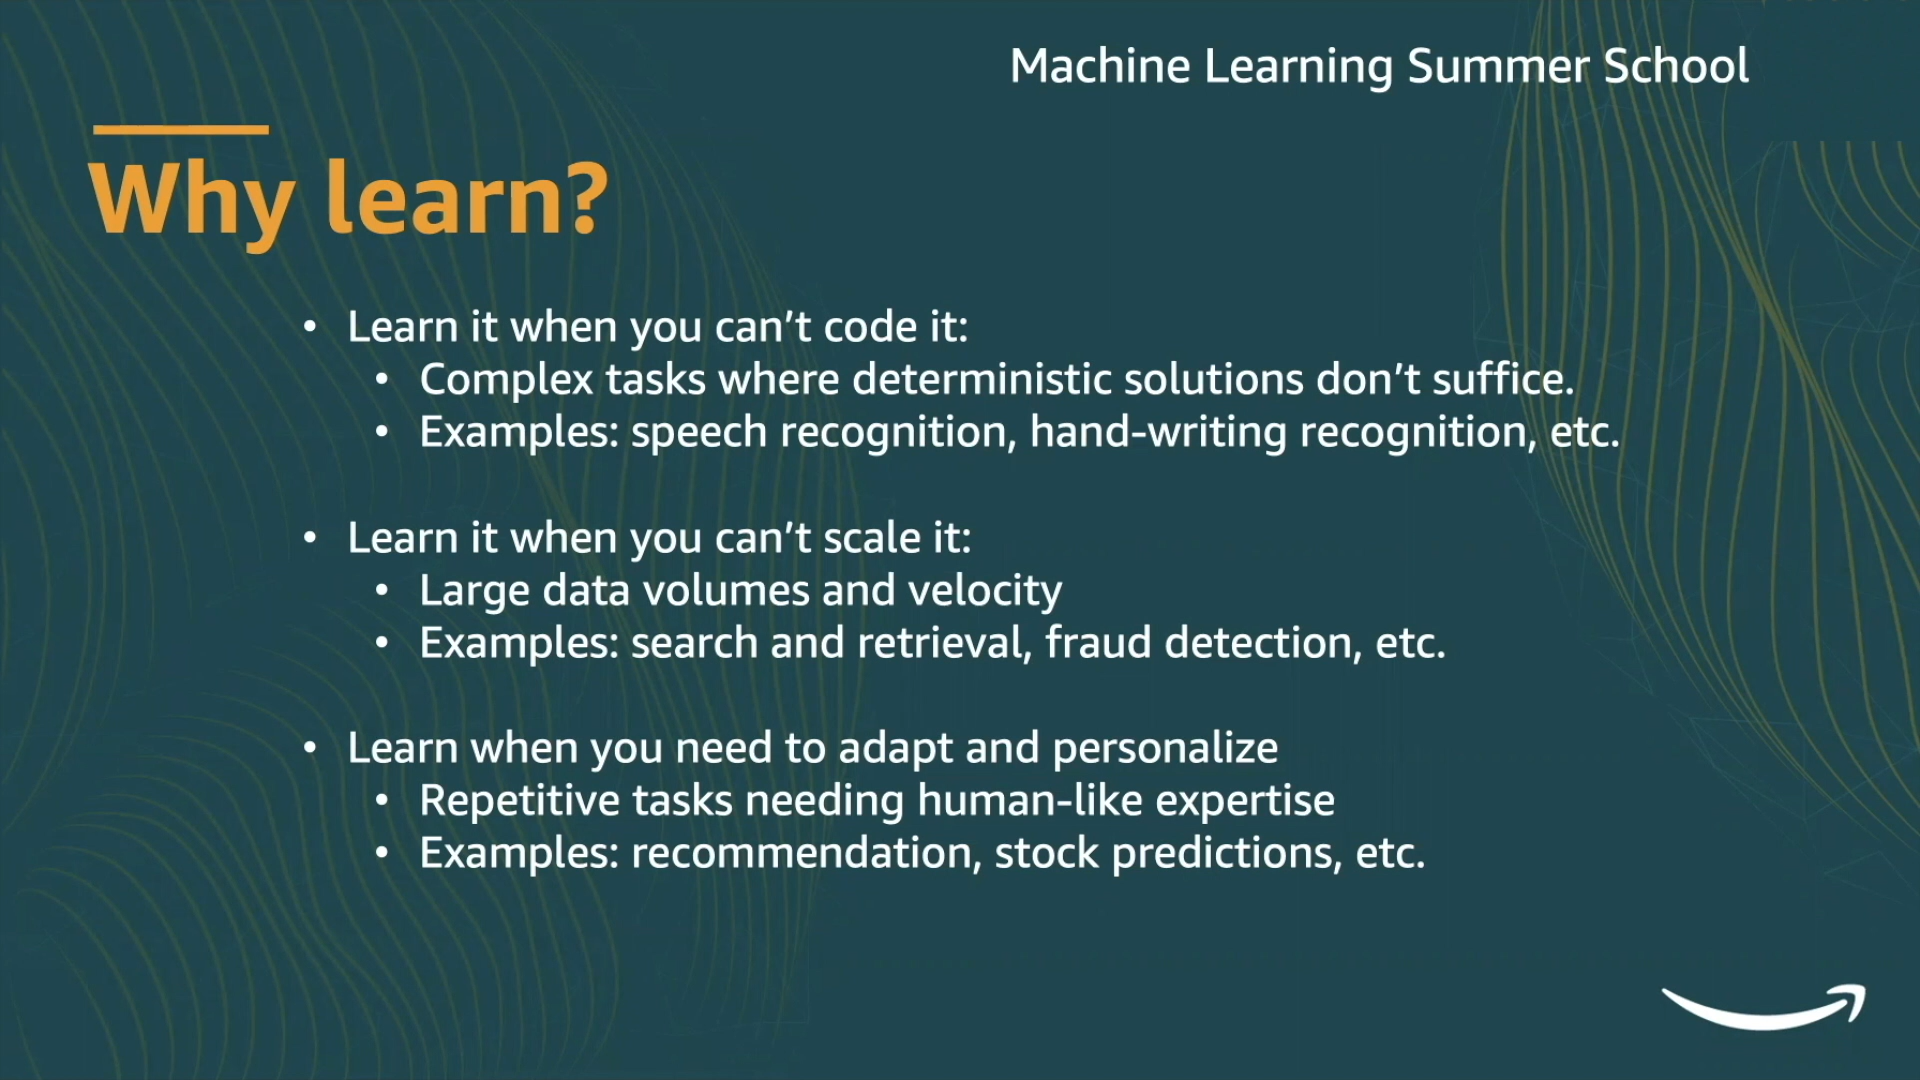 Machine Learning Summer School
Why learn?
• Learn it when you can’t code it:
• Complex tasks where deterministic solutions don’t suffice.
• Examples: speech recognition, hand-writing recognition, etc.
• Learn it when you can’t scale it:
• Large data volumes and velocity
• Examples: search and retrieval, fraud detection, etc.
• Learn when you need to adapt and personalize
• Repetitive tasks needing human-like expertise
• Examples: recommendation, stock predictions, etc.